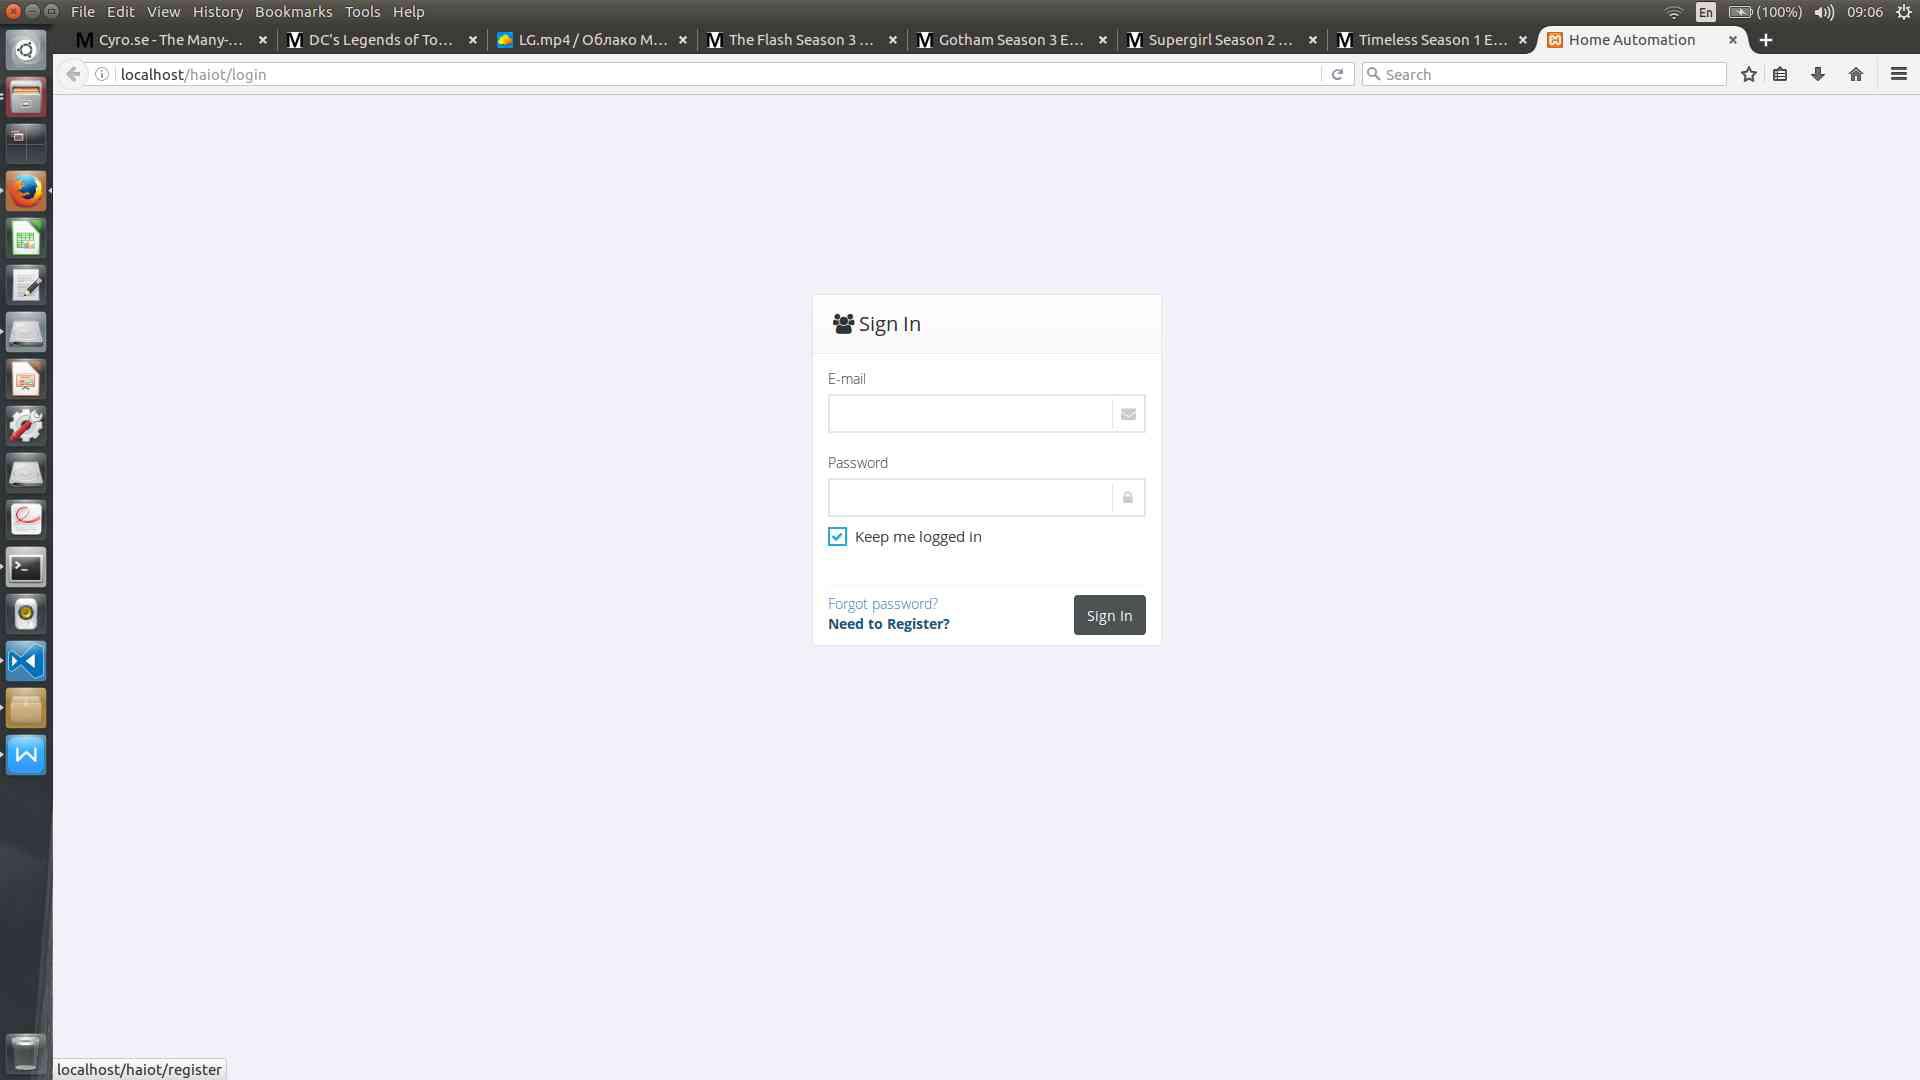 File Edit View History Bookmarks Tools Help
En (100%) 09:06
Cyro.se - The Many-... DC's Legends of To... LG.mp4 / Облако M... The Flash Season 3 ... Gotham Season 3 E... Supergirl Season 2 ... Timeless Season 1 E... Home Automation
localhost/haiot/login Search
Sign In
E-mail
Password
Keep me logged in
Forgot password?
Need to Register?
Sign In
localhost/haiot/register